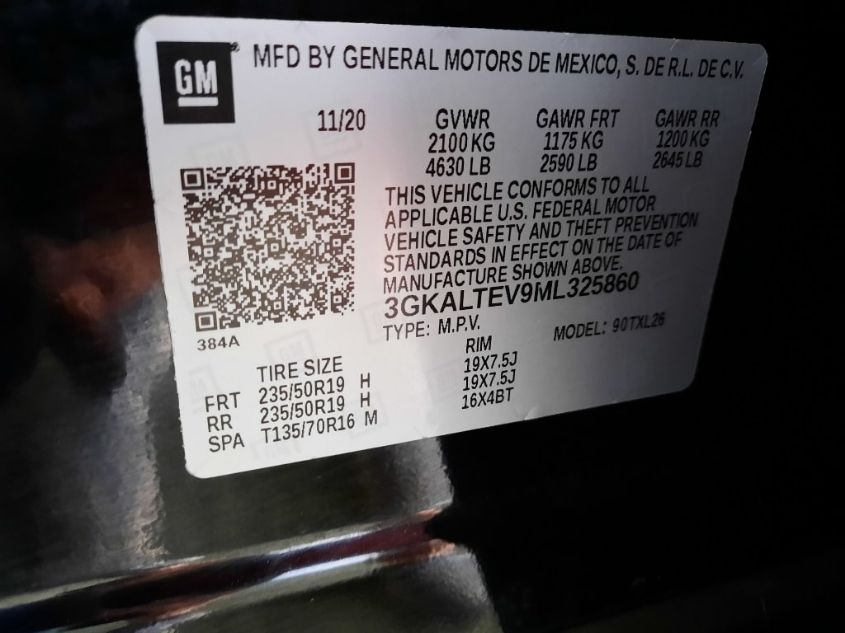 GM
MFD BY GENERAL MOTORS DE MEXICO, S. DE R.L. DE C.V.
11/20 GVWR GAWR FRT GAWR RR
2100 KG 1175 KG 1200 KG
4630 LB 2590 LB 2645 LB
THIS VEHICLE CONFORMS TO ALL
APPLICABLE U.S. FEDERAL MOTOR
VEHICLE SAFETY AND THEFT PREVENTION
STANDARDS IN EFFECT ON THE DATE OF
MANUFACTURE SHOWN ABOVE.
3GKALTEV9ML325860
TYPE: M.P.V. MODEL: 90TXL26
384A
TIRE SIZE RIM
FRT 235/50R19 H 19X7.5J
RR 235/50R19 H 19X7.5J
SPA T135/70R16 M 16X4BT